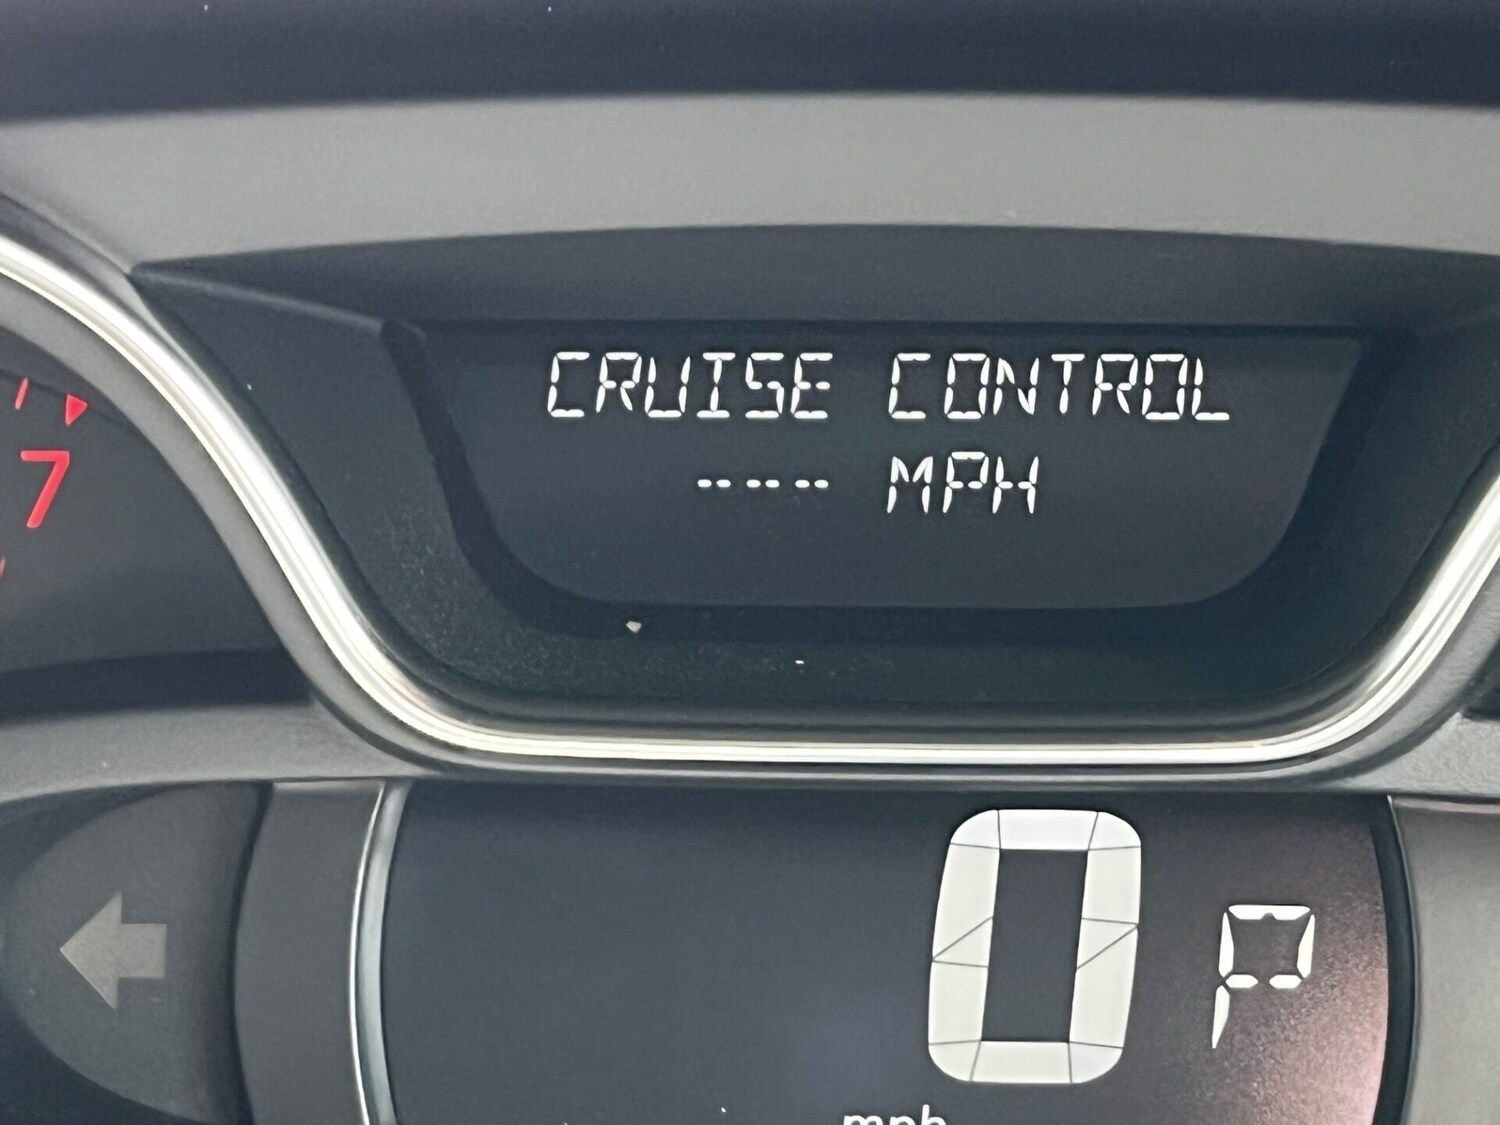 CRUISE CONTROL
--- MPH
7
0 P
mph